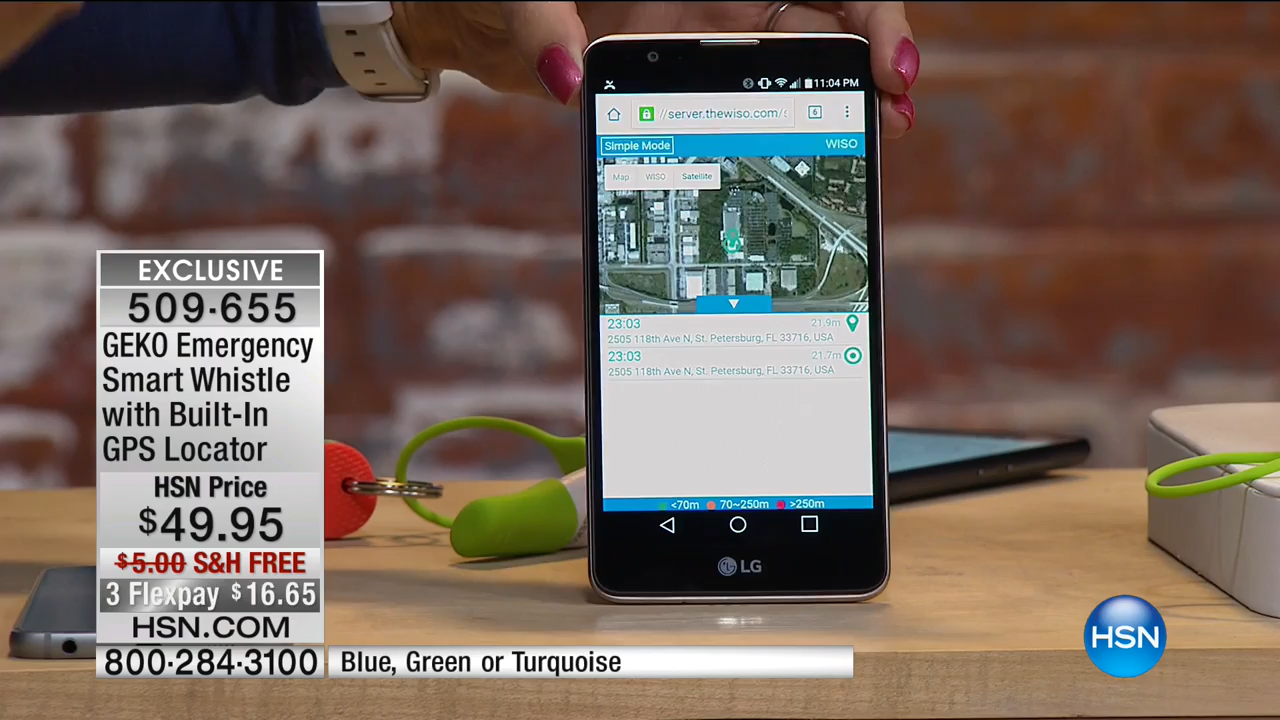 EXCLUSIVE
509-655
GEKO Emergency
Smart Whistle
with Built-In
GPS Locator
HSN Price
$49.95
$5.00 S&H FREE
3 Flexpay $16.65
HSN.COM
800-284-3100
Blue, Green or Turquoise
11:04 PM
//server.thewiso.com/
6
Simple Mode
WISO
Map
WISO
Satellite
23:03
21.9m
2505 118th Ave N, St. Petersburg, FL 33716, USA
23:03
21.7m
2505 118th Ave N, St. Petersburg, FL 33716, USA
<70m
70~250m
>250m
LG
HSN